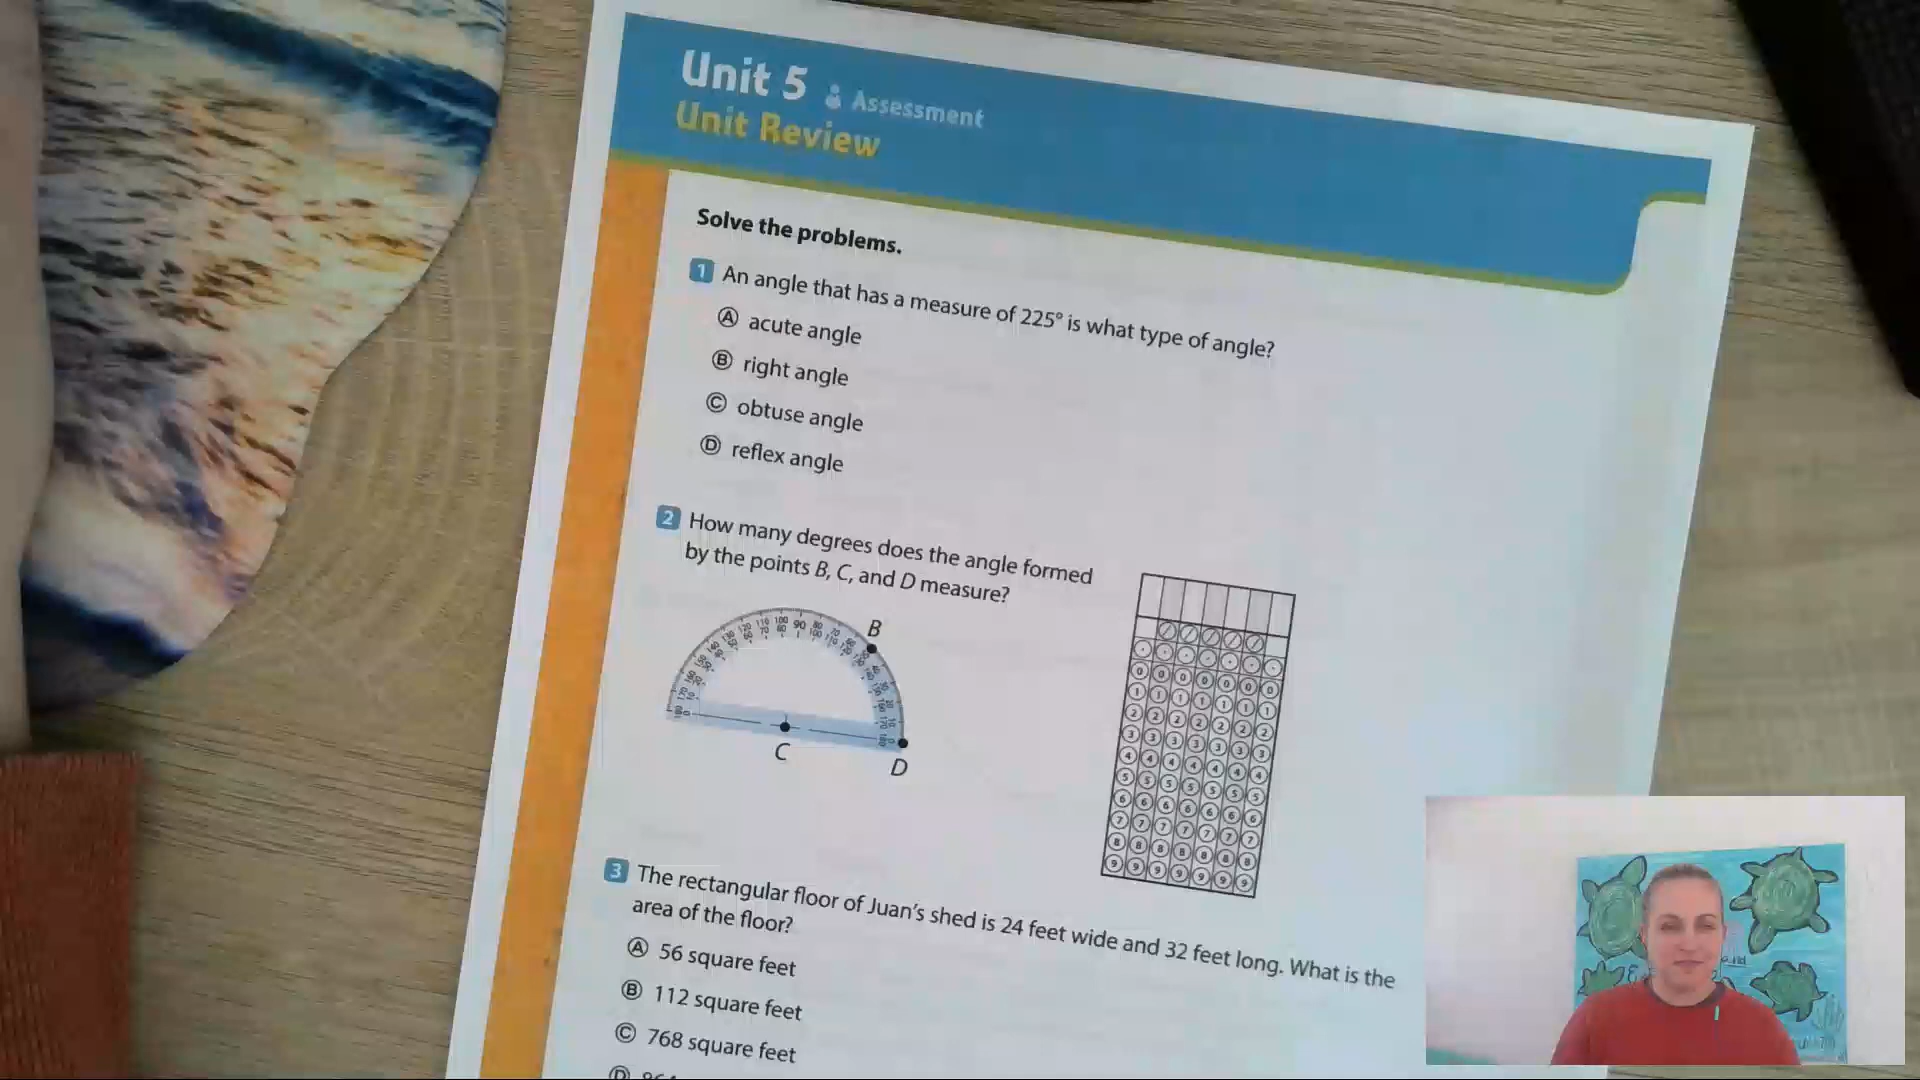 Unit 5 Assessment
Unit Review
Solve the problems.
1 An angle that has a measure of 225° is what type of angle?
Ⓐ acute angle
Ⓑ right angle
Ⓒ obtuse angle
Ⓓ reflex angle
2 How many degrees does the angle formed
by the points B, C, and D measure?
B
C
D
3 The rectangular floor of Juan's shed is 24 feet wide and 32 feet long. What is the
area of the floor?
Ⓐ 56 square feet
Ⓑ 112 square feet
Ⓒ 768 square feet